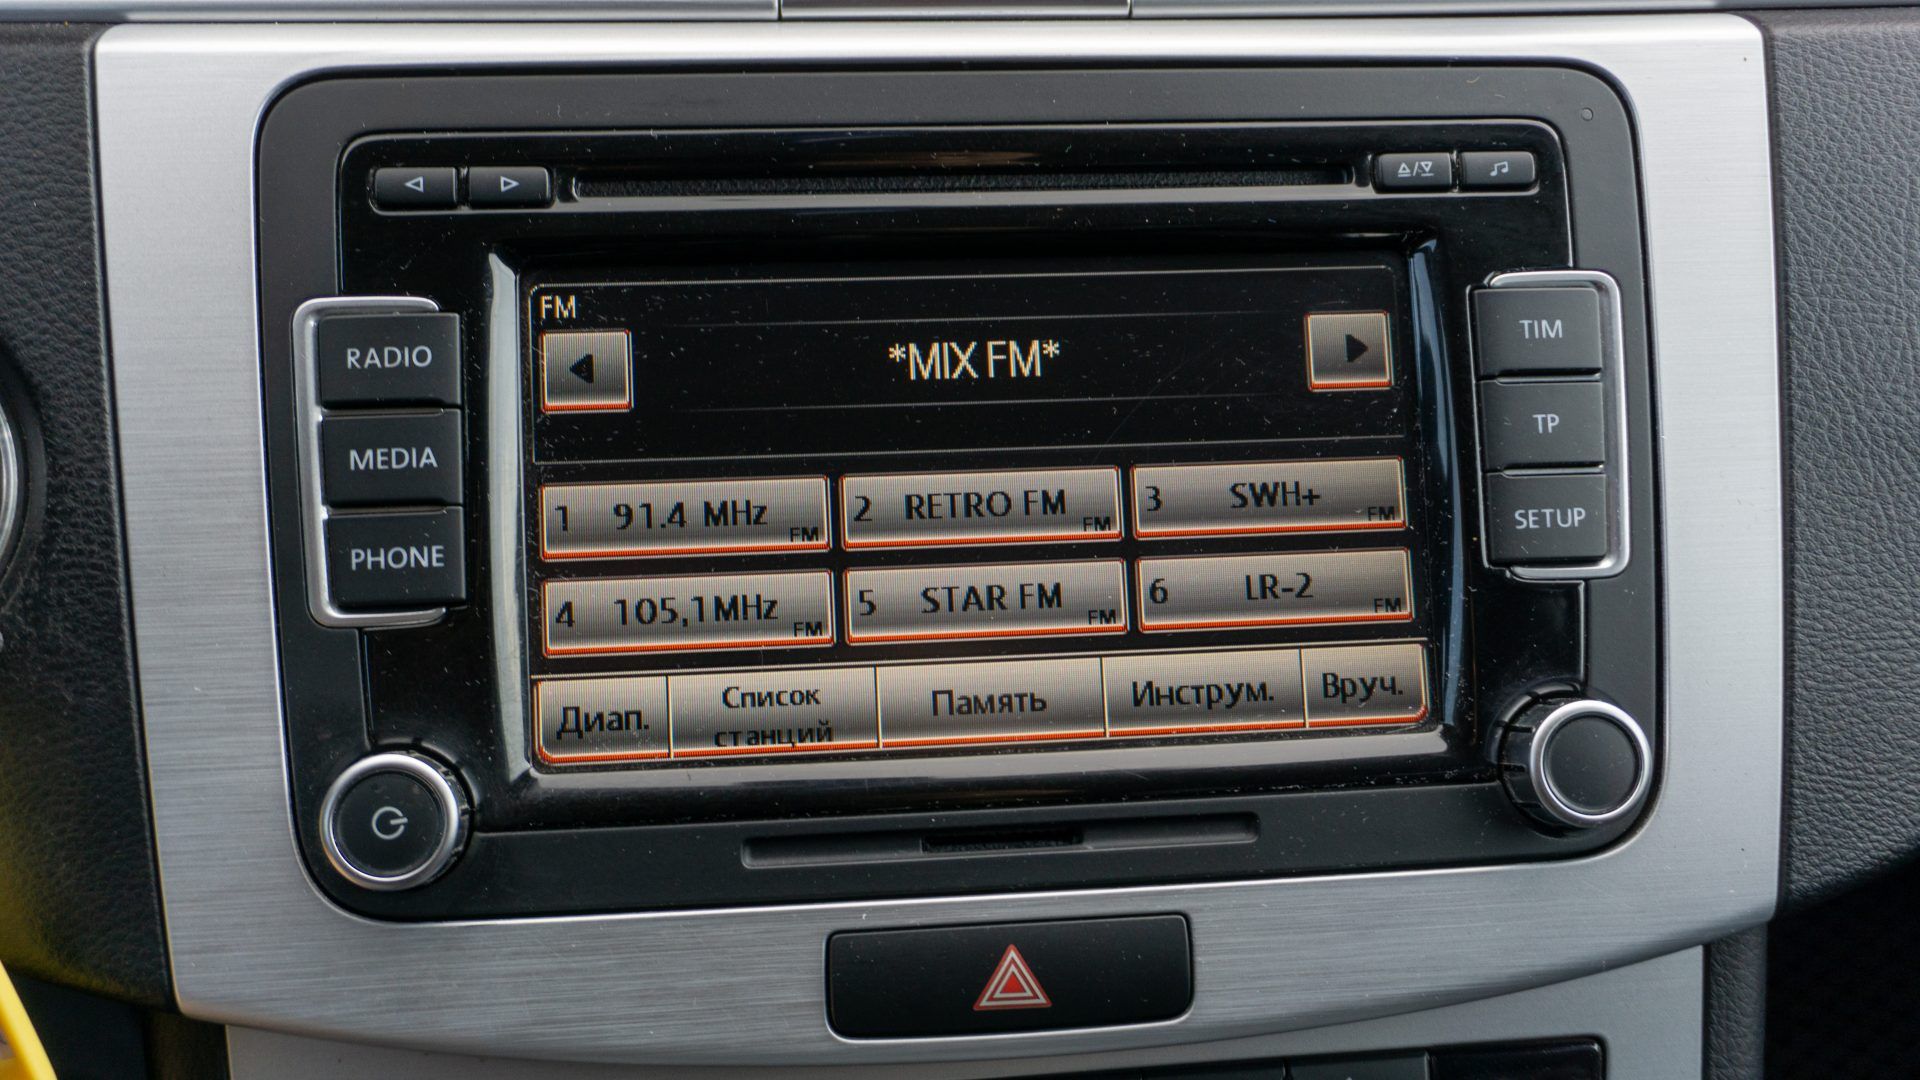 FM
*MIX FM*
RADIO
MEDIA
PHONE
TIM
TP
SETUP
1 91.4 MHz FM
2 RETRO FM FM
3 SWH+ FM
4 105,1MHz FM
5 STAR FM FM
6 LR-2 FM
Диап.
Список
станций
Память
Инструм.
Вруч.